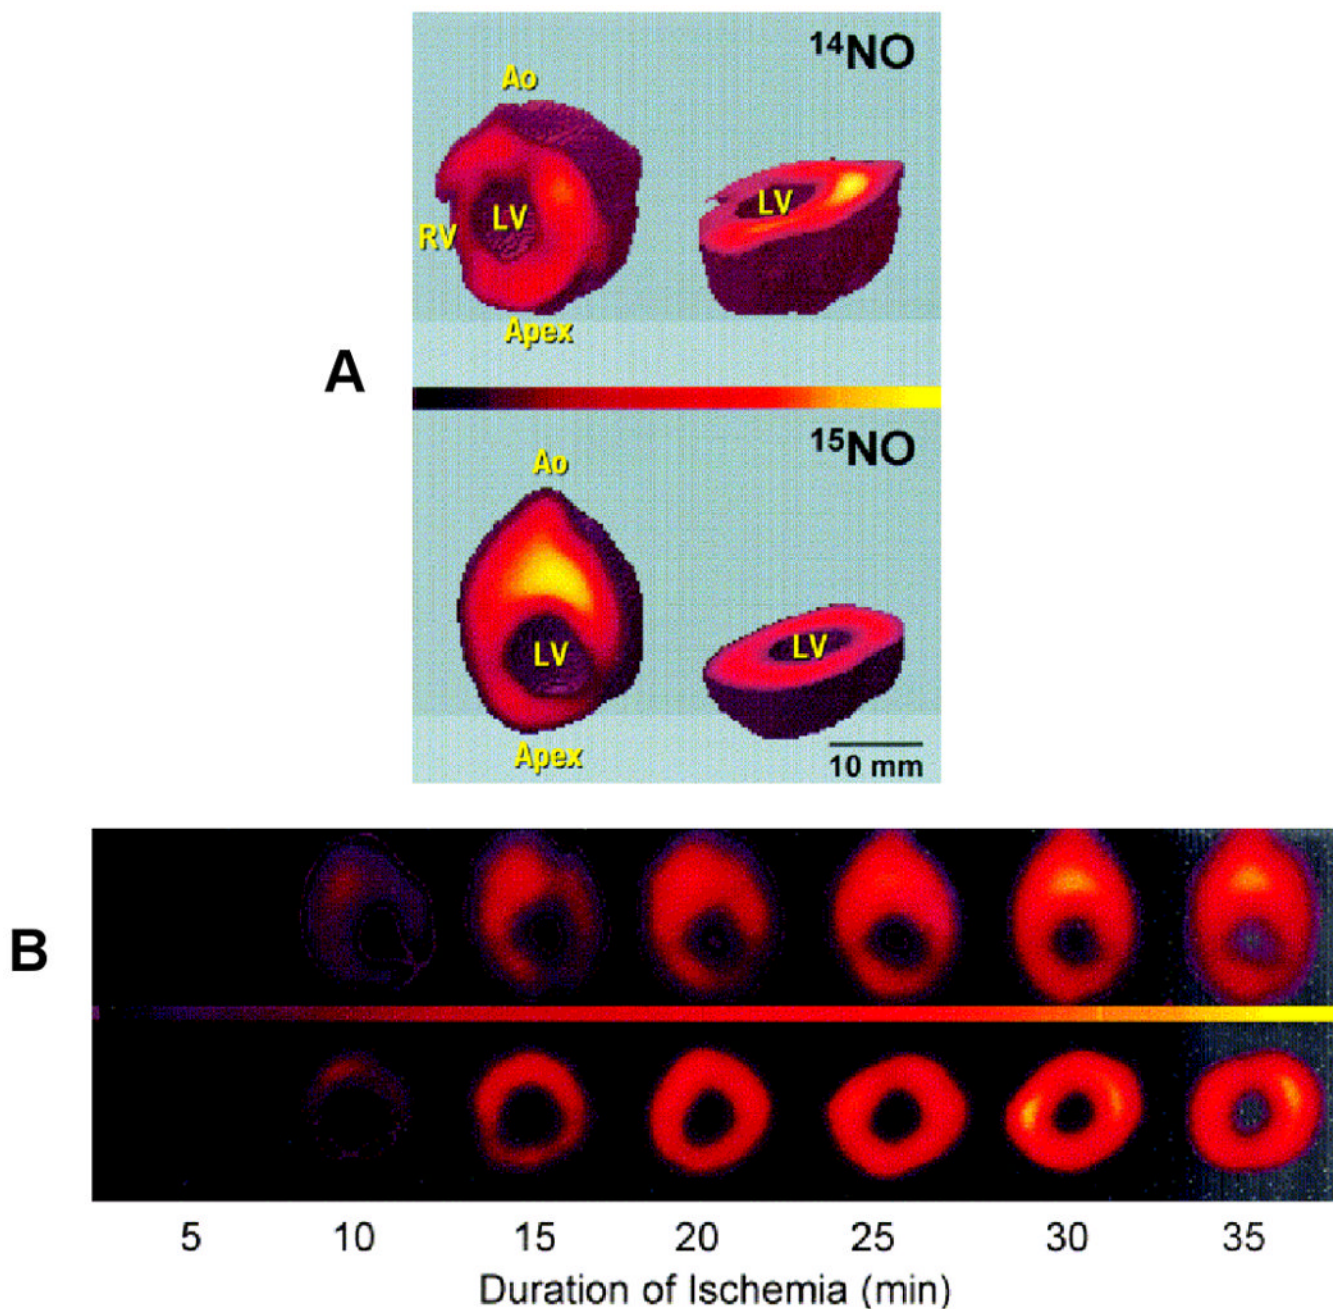 ¹⁴NO
Ao
LV
LV
RV
Apex
A
¹⁵NO
Ao
LV
LV
Apex
10 mm
B
5 10 15 20 25 30 35
Duration of Ischemia (min)